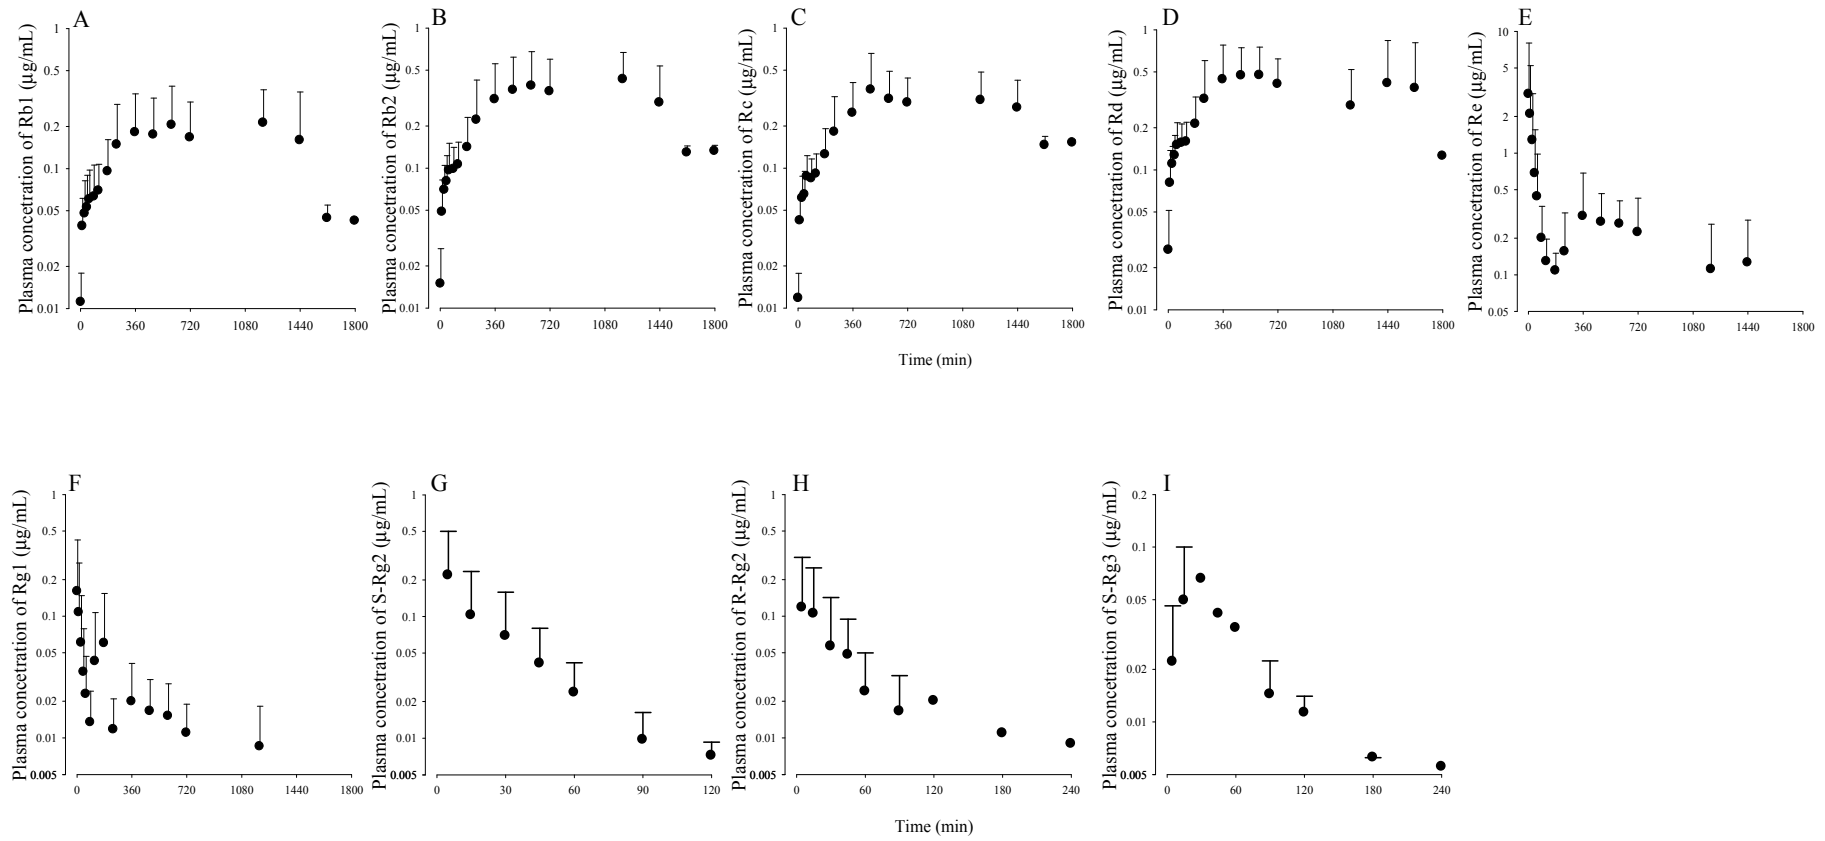 A
B
C
D
E
Plasma concetration of Rb1 (µg/mL)
1
0.5
0.2
0.1
0.05
0.02
0.01
0 360 720 1080 1440 1800
Plasma concetration of Rb2 (µg/mL)
1
0.5
0.2
0.1
0.05
0.02
0.01
0 360 720 1080 1440 1800
Plasma concetration of Rc (µg/mL)
1
0.5
0.2
0.1
0.05
0.02
0.01
0 360 720 1080 1440 1800
Plasma concetration of Rd (µg/mL)
1
0.5
0.2
0.1
0.05
0.02
0.01
0 360 720 1080 1440 1800
Plasma concetration of Re (µg/mL)
10
5
2
1
0.5
0.2
0.1
0.05
0 360 720 1080 1440 1800
Time (min)
F
G
H
I
Plasma concetration of Rg1 (µg/mL)
1
0.5
0.2
0.1
0.05
0.02
0.01
0.005
0 360 720 1080 1440 1800
Plasma concetration of S-Rg2 (µg/mL)
1
0.5
0.2
0.1
0.05
0.02
0.01
0.005
0 30 60 90 120
Plasma concetration of R-Rg2 (µg/mL)
1
0.5
0.2
0.1
0.05
0.02
0.01
0.005
0 60 120 180 240
Plasma concetration of S-Rg3 (µg/mL)
0.2
0.1
0.05
0.02
0.01
0.005
0 60 120 180 240
Time (min)